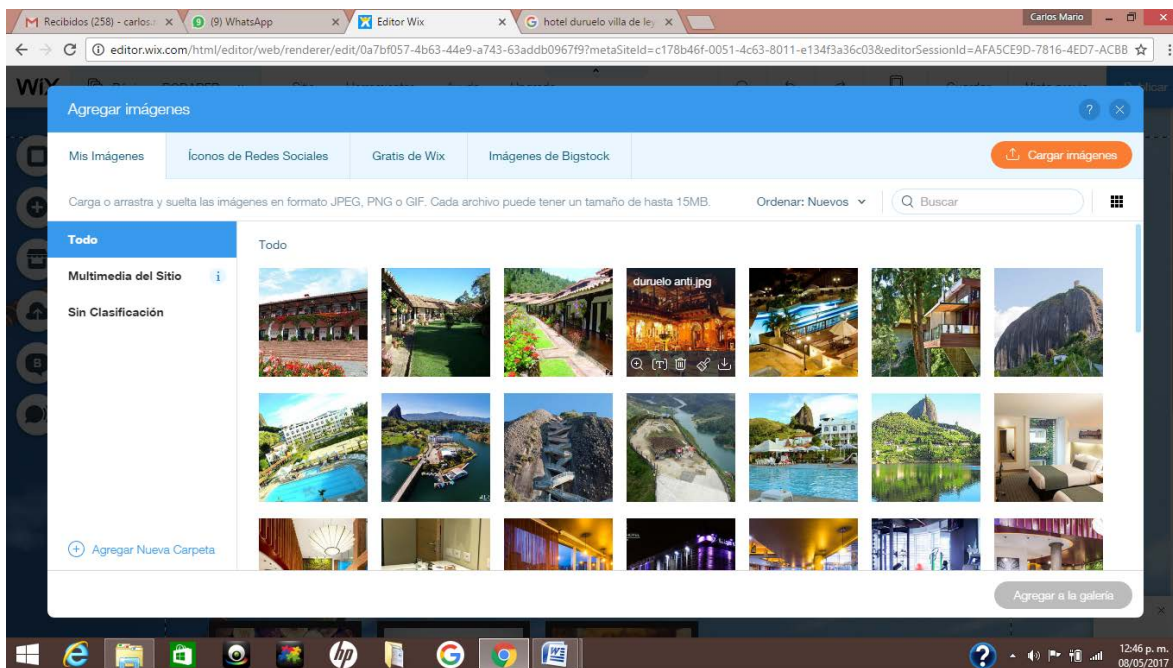 Recibidos (258) - carlos.
(9) WhatsApp
Editor Wix
hotel duruelo villa de ley
Carlos Mario
editor.wix.com/html/editor/web/renderer/edit/0a7bf057-4b63-44e9-a743-63addb0967f9?metaSiteId=c178b46f-0051-4c63-8011-e134f3a36c03&editorSessionId=AFA5CE9D-7816-4ED7-ACBB
WiX
Publicar
Agregar imágenes
?
Mis Imágenes
Íconos de Redes Sociales
Gratis de Wix
Imágenes de Bigstock
Cargar imágenes
Carga o arrastra y suelta las imágenes en formato JPEG, PNG o GIF. Cada archivo puede tener un tamaño de hasta 15MB.
Ordenar: Nuevos
Buscar
Todo
Todo
Multimedia del Sitio
i
Sin Clasificación
duruelo anti.jpg
[T]
Agregar Nueva Carpeta
Agregar a la galería
hp
?
12:46 p. m.
08/05/2017